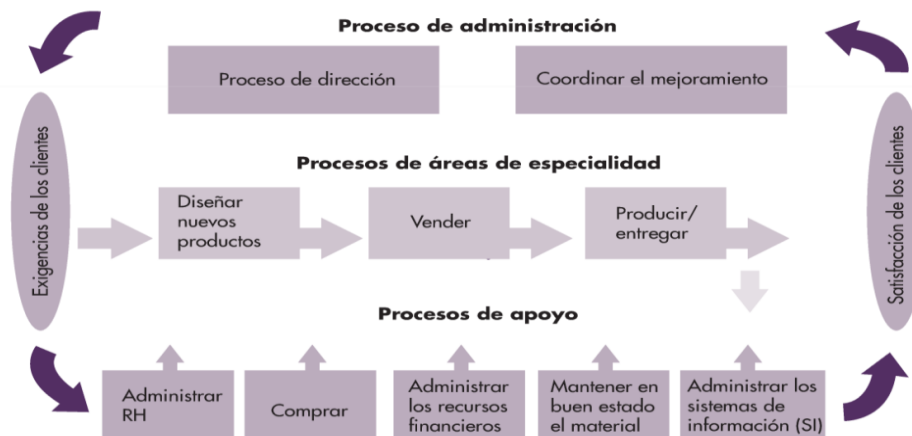 Proceso de administración
Proceso de dirección
Coordinar el mejoramiento
Exigencias de los clientes
Satisfacción de los clientes
Procesos de áreas de especialidad
Diseñar
nuevos
productos
Vender
Producir/
entregar
Procesos de apoyo
Administrar
RH
Comprar
Administrar
los recursos
financieros
Mantener en
buen estado
el material
Administrar los
sistemas de
información (SI)